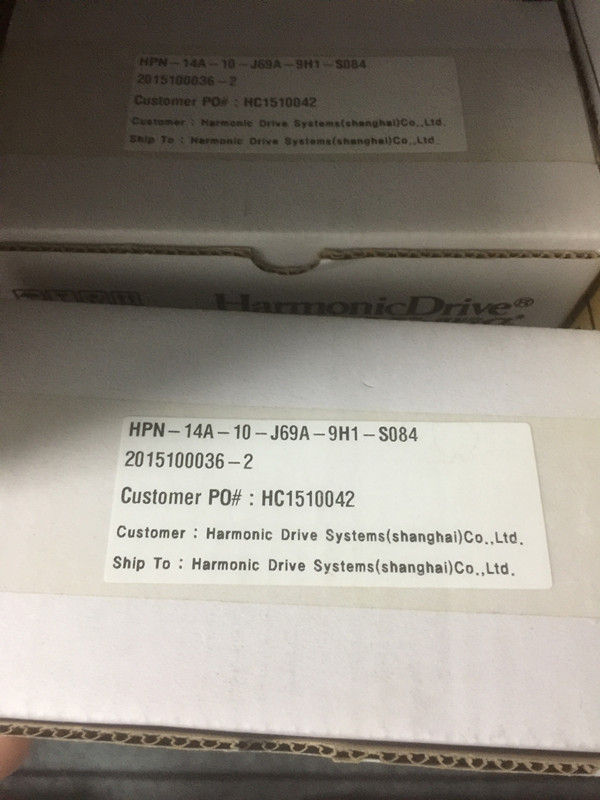 HPN-14A-10-J69A-9H1-S084
2015100036-2
Customer PO# : HC1510042
Customer : Harmonic Drive Systems(shanghai)Co.,Ltd.
Ship To : Harmonic Drive Systems(shanghai)Co.,Ltd.
HarmonicDrive®
HPN-14A-10-J69A-9H1-S084
2015100036-2
Customer PO# : HC1510042
Customer : Harmonic Drive Systems(shanghai)Co.,Ltd.
Ship To : Harmonic Drive Systems(shanghai)Co.,Ltd.